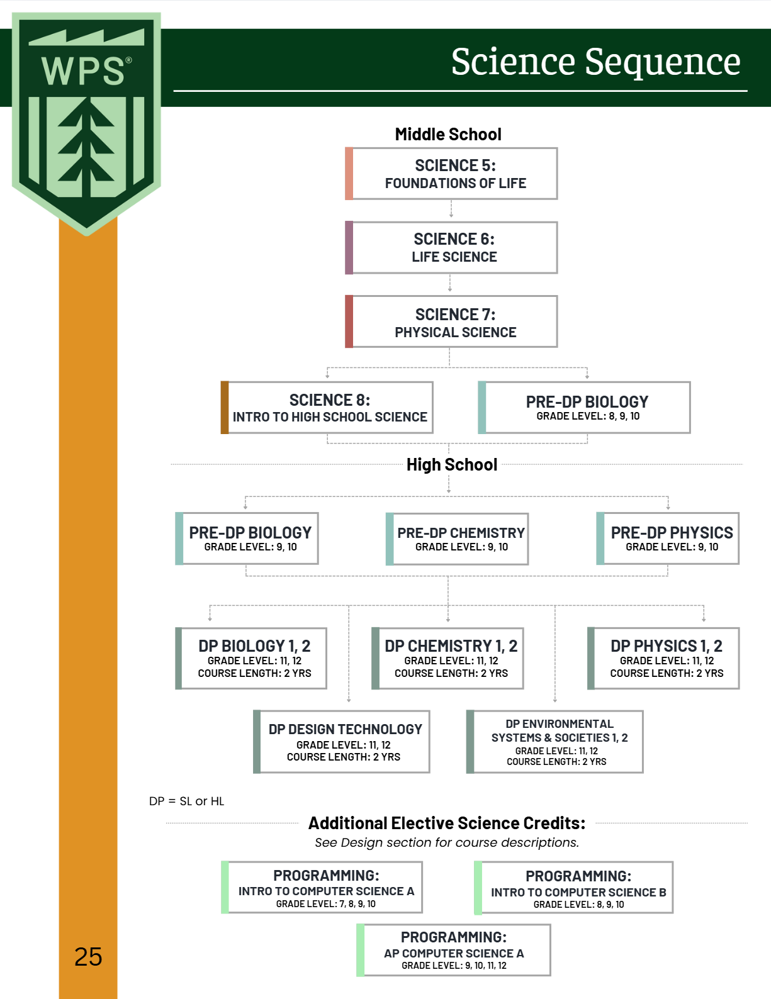 WPS®
Science Sequence
Middle School
SCIENCE 5:
FOUNDATIONS OF LIFE
SCIENCE 6:
LIFE SCIENCE
SCIENCE 7:
PHYSICAL SCIENCE
SCIENCE 8:
INTRO TO HIGH SCHOOL SCIENCE
PRE-DP BIOLOGY
GRADE LEVEL: 8, 9, 10
High School
PRE-DP BIOLOGY
GRADE LEVEL: 9, 10
PRE-DP CHEMISTRY
GRADE LEVEL: 9, 10
PRE-DP PHYSICS
GRADE LEVEL: 9, 10
DP BIOLOGY 1, 2
GRADE LEVEL: 11, 12
COURSE LENGTH: 2 YRS
DP CHEMISTRY 1, 2
GRADE LEVEL: 11, 12
COURSE LENGTH: 2 YRS
DP PHYSICS 1, 2
GRADE LEVEL: 11, 12
COURSE LENGTH: 2 YRS
DP DESIGN TECHNOLOGY
GRADE LEVEL: 11, 12
COURSE LENGTH: 2 YRS
DP ENVIRONMENTAL
SYSTEMS & SOCIETIES 1, 2
GRADE LEVEL: 11, 12
COURSE LENGTH: 2 YRS
DP = SL or HL
Additional Elective Science Credits:
See Design section for course descriptions.
PROGRAMMING:
INTRO TO COMPUTER SCIENCE A
GRADE LEVEL: 7, 8, 9, 10
PROGRAMMING:
INTRO TO COMPUTER SCIENCE B
GRADE LEVEL: 8, 9, 10
PROGRAMMING:
AP COMPUTER SCIENCE A
GRADE LEVEL: 9, 10, 11, 12
25